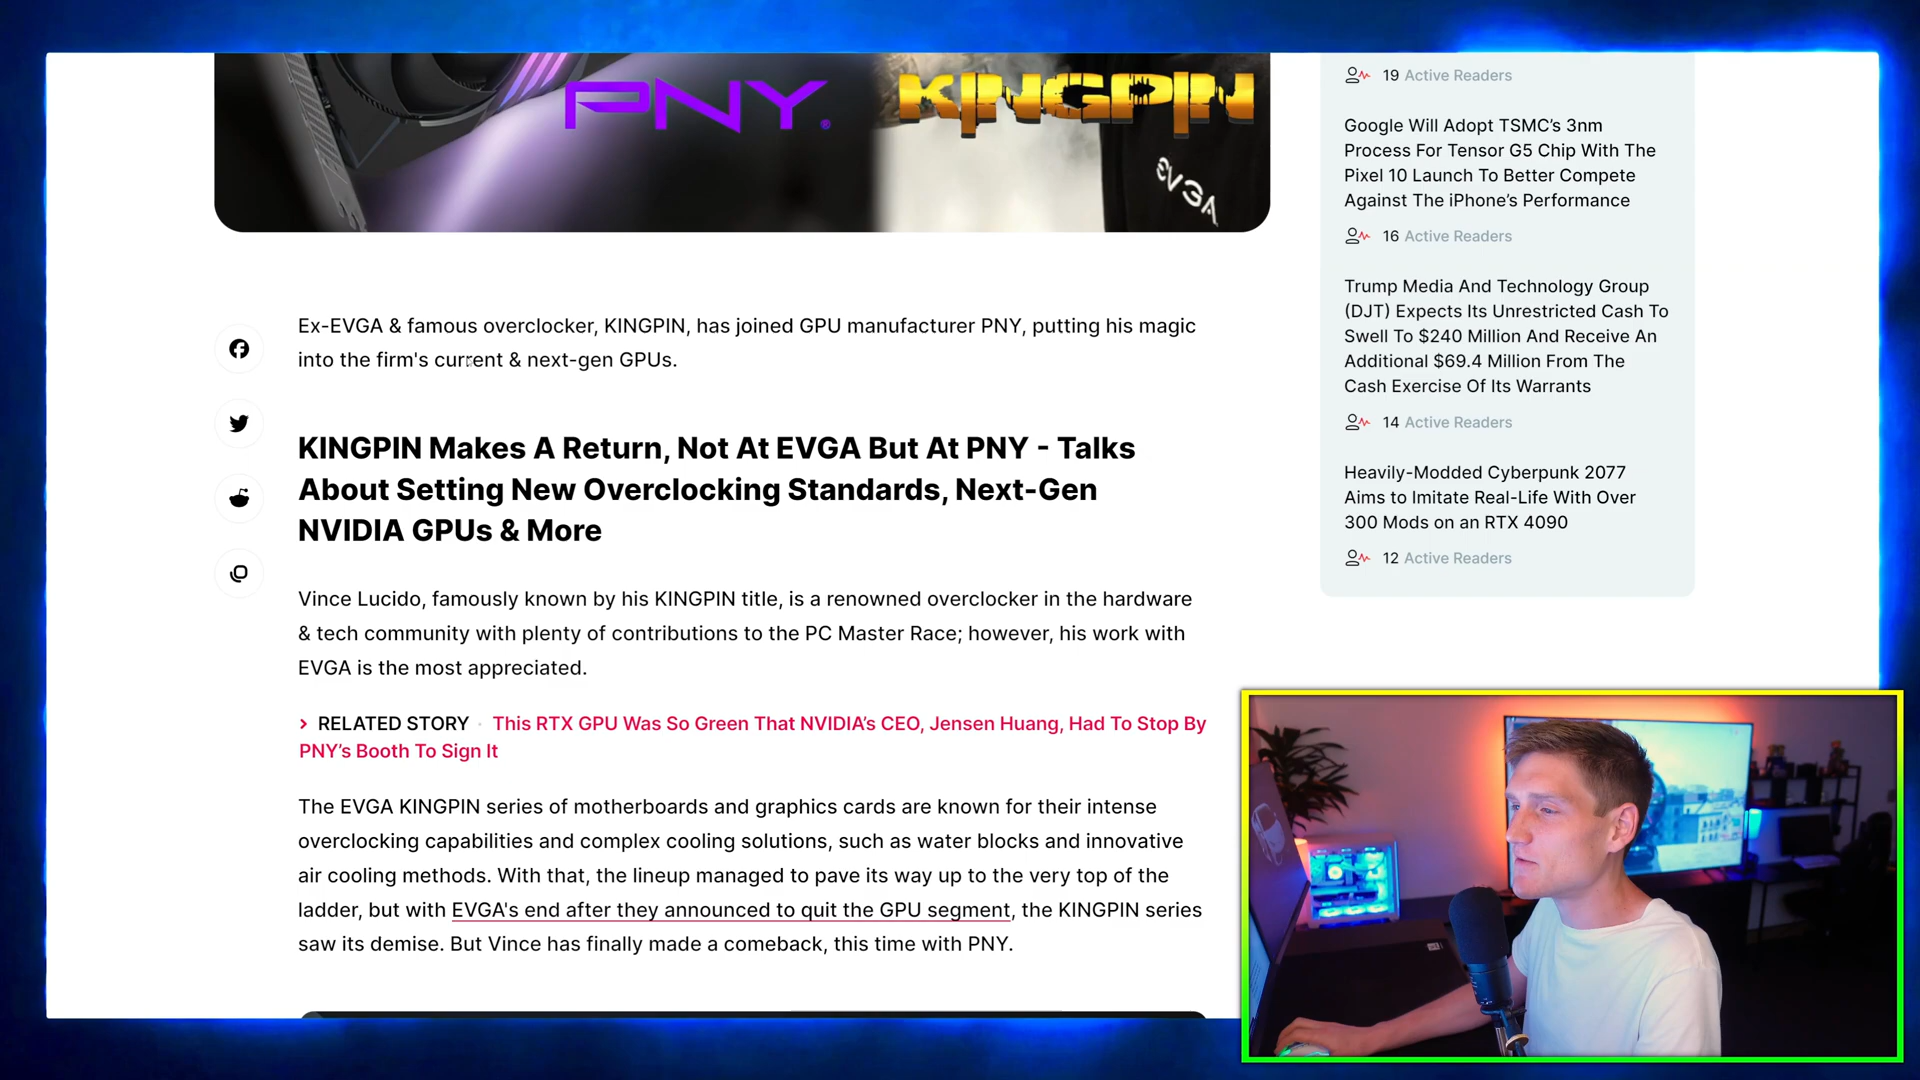 PNY®
KINGPIN
EVGA
Ex-EVGA & famous overclocker, KINGPIN, has joined GPU manufacturer PNY, putting his magic
into the firm's current & next-gen GPUs.
KINGPIN Makes A Return, Not At EVGA But At PNY - Talks
About Setting New Overclocking Standards, Next-Gen
NVIDIA GPUs & More
Vince Lucido, famously known by his KINGPIN title, is a renowned overclocker in the hardware
& tech community with plenty of contributions to the PC Master Race; however, his work with
EVGA is the most appreciated.
RELATED STORY · This RTX GPU Was So Green That NVIDIA's CEO, Jensen Huang, Had To Stop By
PNY's Booth To Sign It
The EVGA KINGPIN series of motherboards and graphics cards are known for their intense
overclocking capabilities and complex cooling solutions, such as water blocks and innovative
air cooling methods. With that, the lineup managed to pave its way up to the very top of the
ladder, but with EVGA's end after they announced to quit the GPU segment, the KINGPIN series
saw its demise. But Vince has finally made a comeback, this time with PNY.
19 Active Readers
Google Will Adopt TSMC's 3nm
Process For Tensor G5 Chip With The
Pixel 10 Launch To Better Compete
Against The iPhone's Performance
16 Active Readers
Trump Media And Technology Group
(DJT) Expects Its Unrestricted Cash To
Swell To $240 Million And Receive An
Additional $69.4 Million From The
Cash Exercise Of Its Warrants
14 Active Readers
Heavily-Modded Cyberpunk 2077
Aims to Imitate Real-Life With Over
300 Mods on an RTX 4090
12 Active Readers